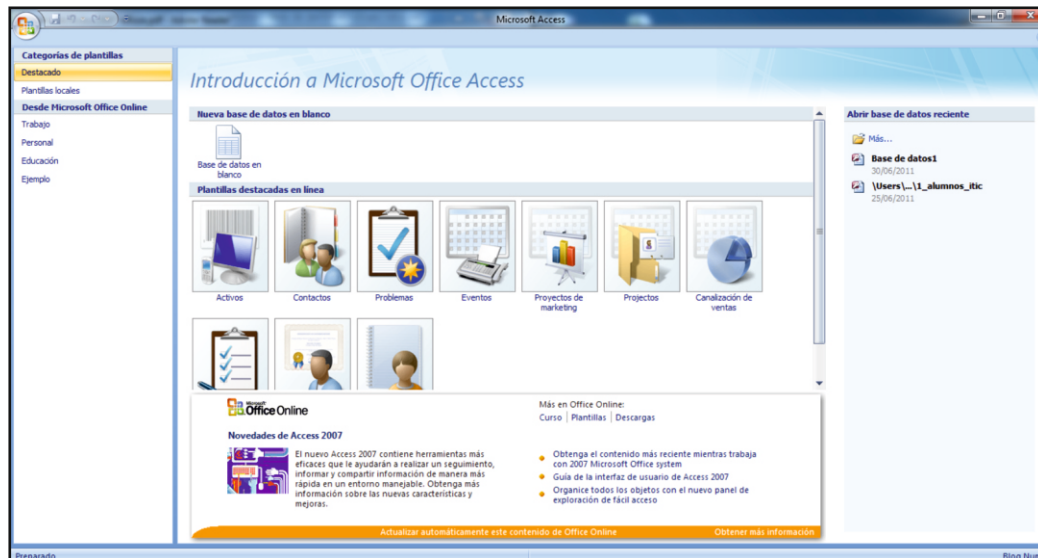 Microsoft Access
Categorías de plantillas
Destacado
Plantillas locales
Desde Microsoft Office Online
Trabajo
Personal
Educación
Ejemplo
Introducción a Microsoft Office Access
Nueva base de datos en blanco
Base de datos en
blanco
Plantillas destacadas en línea
Activos
Contactos
Problemas
Eventos
Proyectos de
marketing
Projectos
Canalización de
ventas
Microsoft
Office Online
Novedades de Access 2007
El nuevo Access 2007 contiene herramientas más
eficaces que le ayudarán a realizar un seguimiento,
informar y compartir información de manera más
rápida en un entorno manejable. Obtenga más
información sobre las nuevas características y
mejoras.
Más en Office Online:
Curso | Plantillas | Descargas
Obtenga el contenido más reciente mientras trabaja
con 2007 Microsoft Office system
Guía de la interfaz de usuario de Access 2007
Organice todos los objetos con el nuevo panel de
exploración de fácil acceso
Actualizar automáticamente este contenido de Office Online
Obtener más información
Abrir base de datos reciente
Más...
Base de datos1
30/06/2011
\Users\...\1_alumnos_itic
25/06/2011
Preparado
Bloq Num